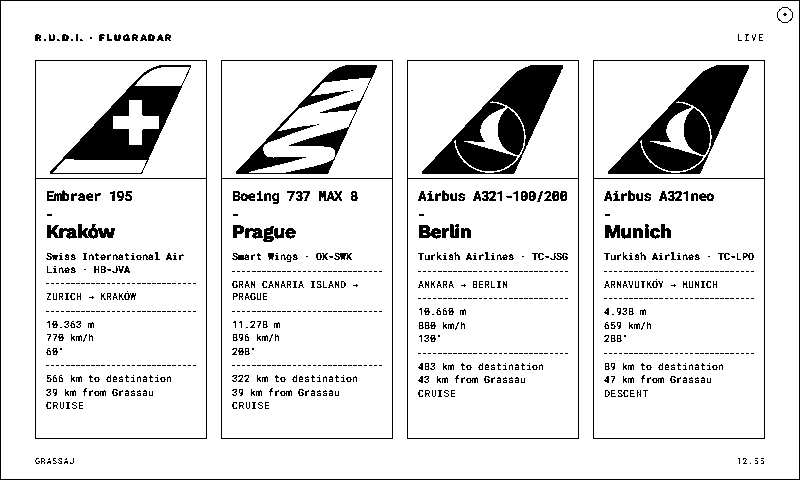 R.U.D.I. · FLUGRADAR
LIVE
Embraer 195
-
Kraków
Swiss International Air
Lines · HB-JVA
ZURICH → KRAKÓW
10.363 m
770 km/h
60°
566 km to destination
39 km from Grassau
CRUISE
Boeing 737 MAX 8
-
Prague
Smart Wings · OK-SWK
GRAN CANARIA ISLAND →
PRAGUE
11.278 m
896 km/h
208°
322 km to destination
39 km from Grassau
CRUISE
Airbus A321-100/200
-
Berlin
Turkish Airlines · TC-JSG
ANKARA → BERLIN
10.660 m
880 km/h
130°
483 km to destination
43 km from Grassau
CRUISE
Airbus A321neo
-
Munich
Turkish Airlines · TC-LPO
ARNAVUTKÖY → MUNICH
4.938 m
659 km/h
288°
89 km to destination
47 km from Grassau
DESCENT
GRASSAU
12.55